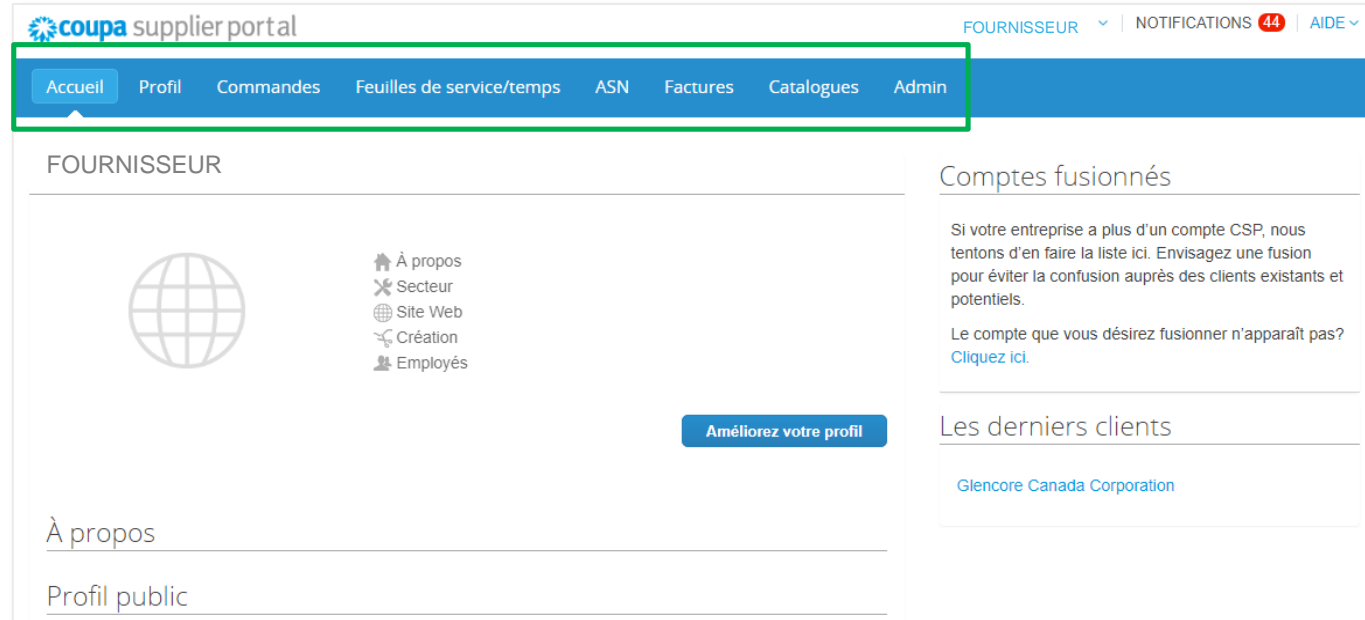 coupa supplier portal
FOURNISSEUR NOTIFICATIONS 44 AIDE
Accueil Profil Commandes Feuilles de service/temps ASN Factures Catalogues Admin
FOURNISSEUR
À propos
Secteur
Site Web
Création
Employés
Améliorez votre profil
À propos
Profil public
Comptes fusionnés
Si votre entreprise a plus d’un compte CSP, nous
tentons d’en faire la liste ici. Envisagez une fusion
pour éviter la confusion auprès des clients existants et
potentiels.
Le compte que vous désirez fusionner n’apparaît pas?
Cliquez ici.
Les derniers clients
Glencore Canada Corporation